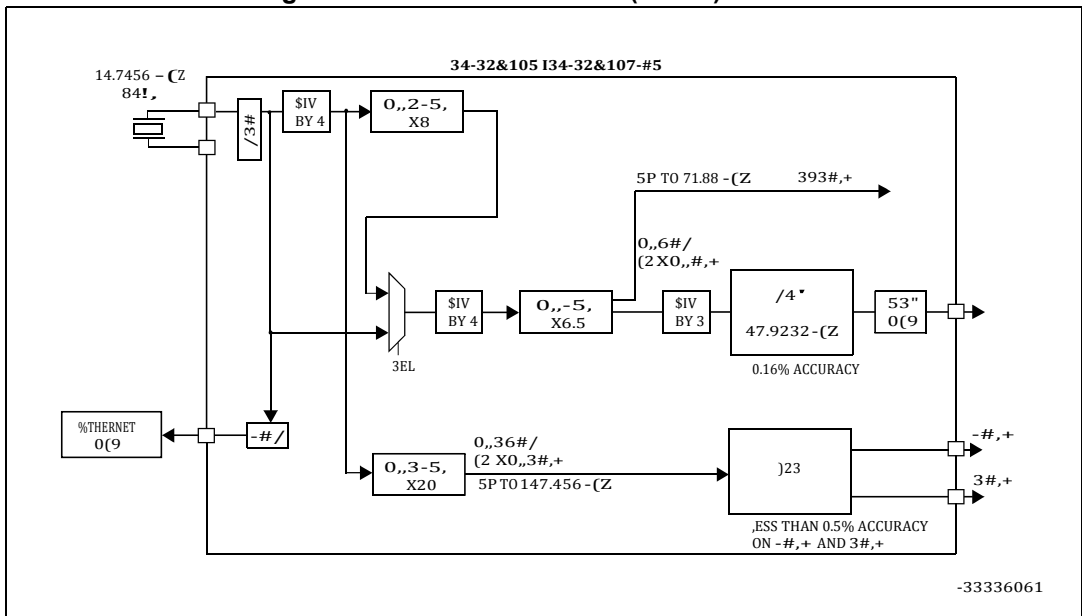 34-32&105 I34-32&107-#5
14.7456 – (Z
84!,
/3#
$IV
BY 4
0,,2-5,
X8
5P TO 71.88 -(Z 393#,+
0,,6#/
(2 X0,,#,+
$IV
BY 4
0,,-5,
X6.5
$IV
BY 3
/4'
47.9232 -(Z
53"
0(9
3EL
0.16% ACCURACY
%THERNET
0(9
-#/
0,,3-5,
X20
0,,36#/
(2 X0,,3#,+
5P TO 147.456 -(Z
)23
-#,+
3#,+
,ESS THAN 0.5% ACCURACY
ON -#,+ AND 3#,+
-33336061